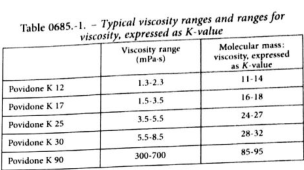 Table 0685.-1. – Typical viscosity ranges and ranges for
viscosity, expressed as K-value
Viscosity range
(mPa·s)
Molecular mass:
viscosity, expressed
as K-value
Povidone K 12 1.3-2.3 11-14
Povidone K 17 1.5-3.5 16-18
Povidone K 25 3.5-5.5 24-27
Povidone K 30 5.5-8.5 28-32
Povidone K 90 300-700 85-95